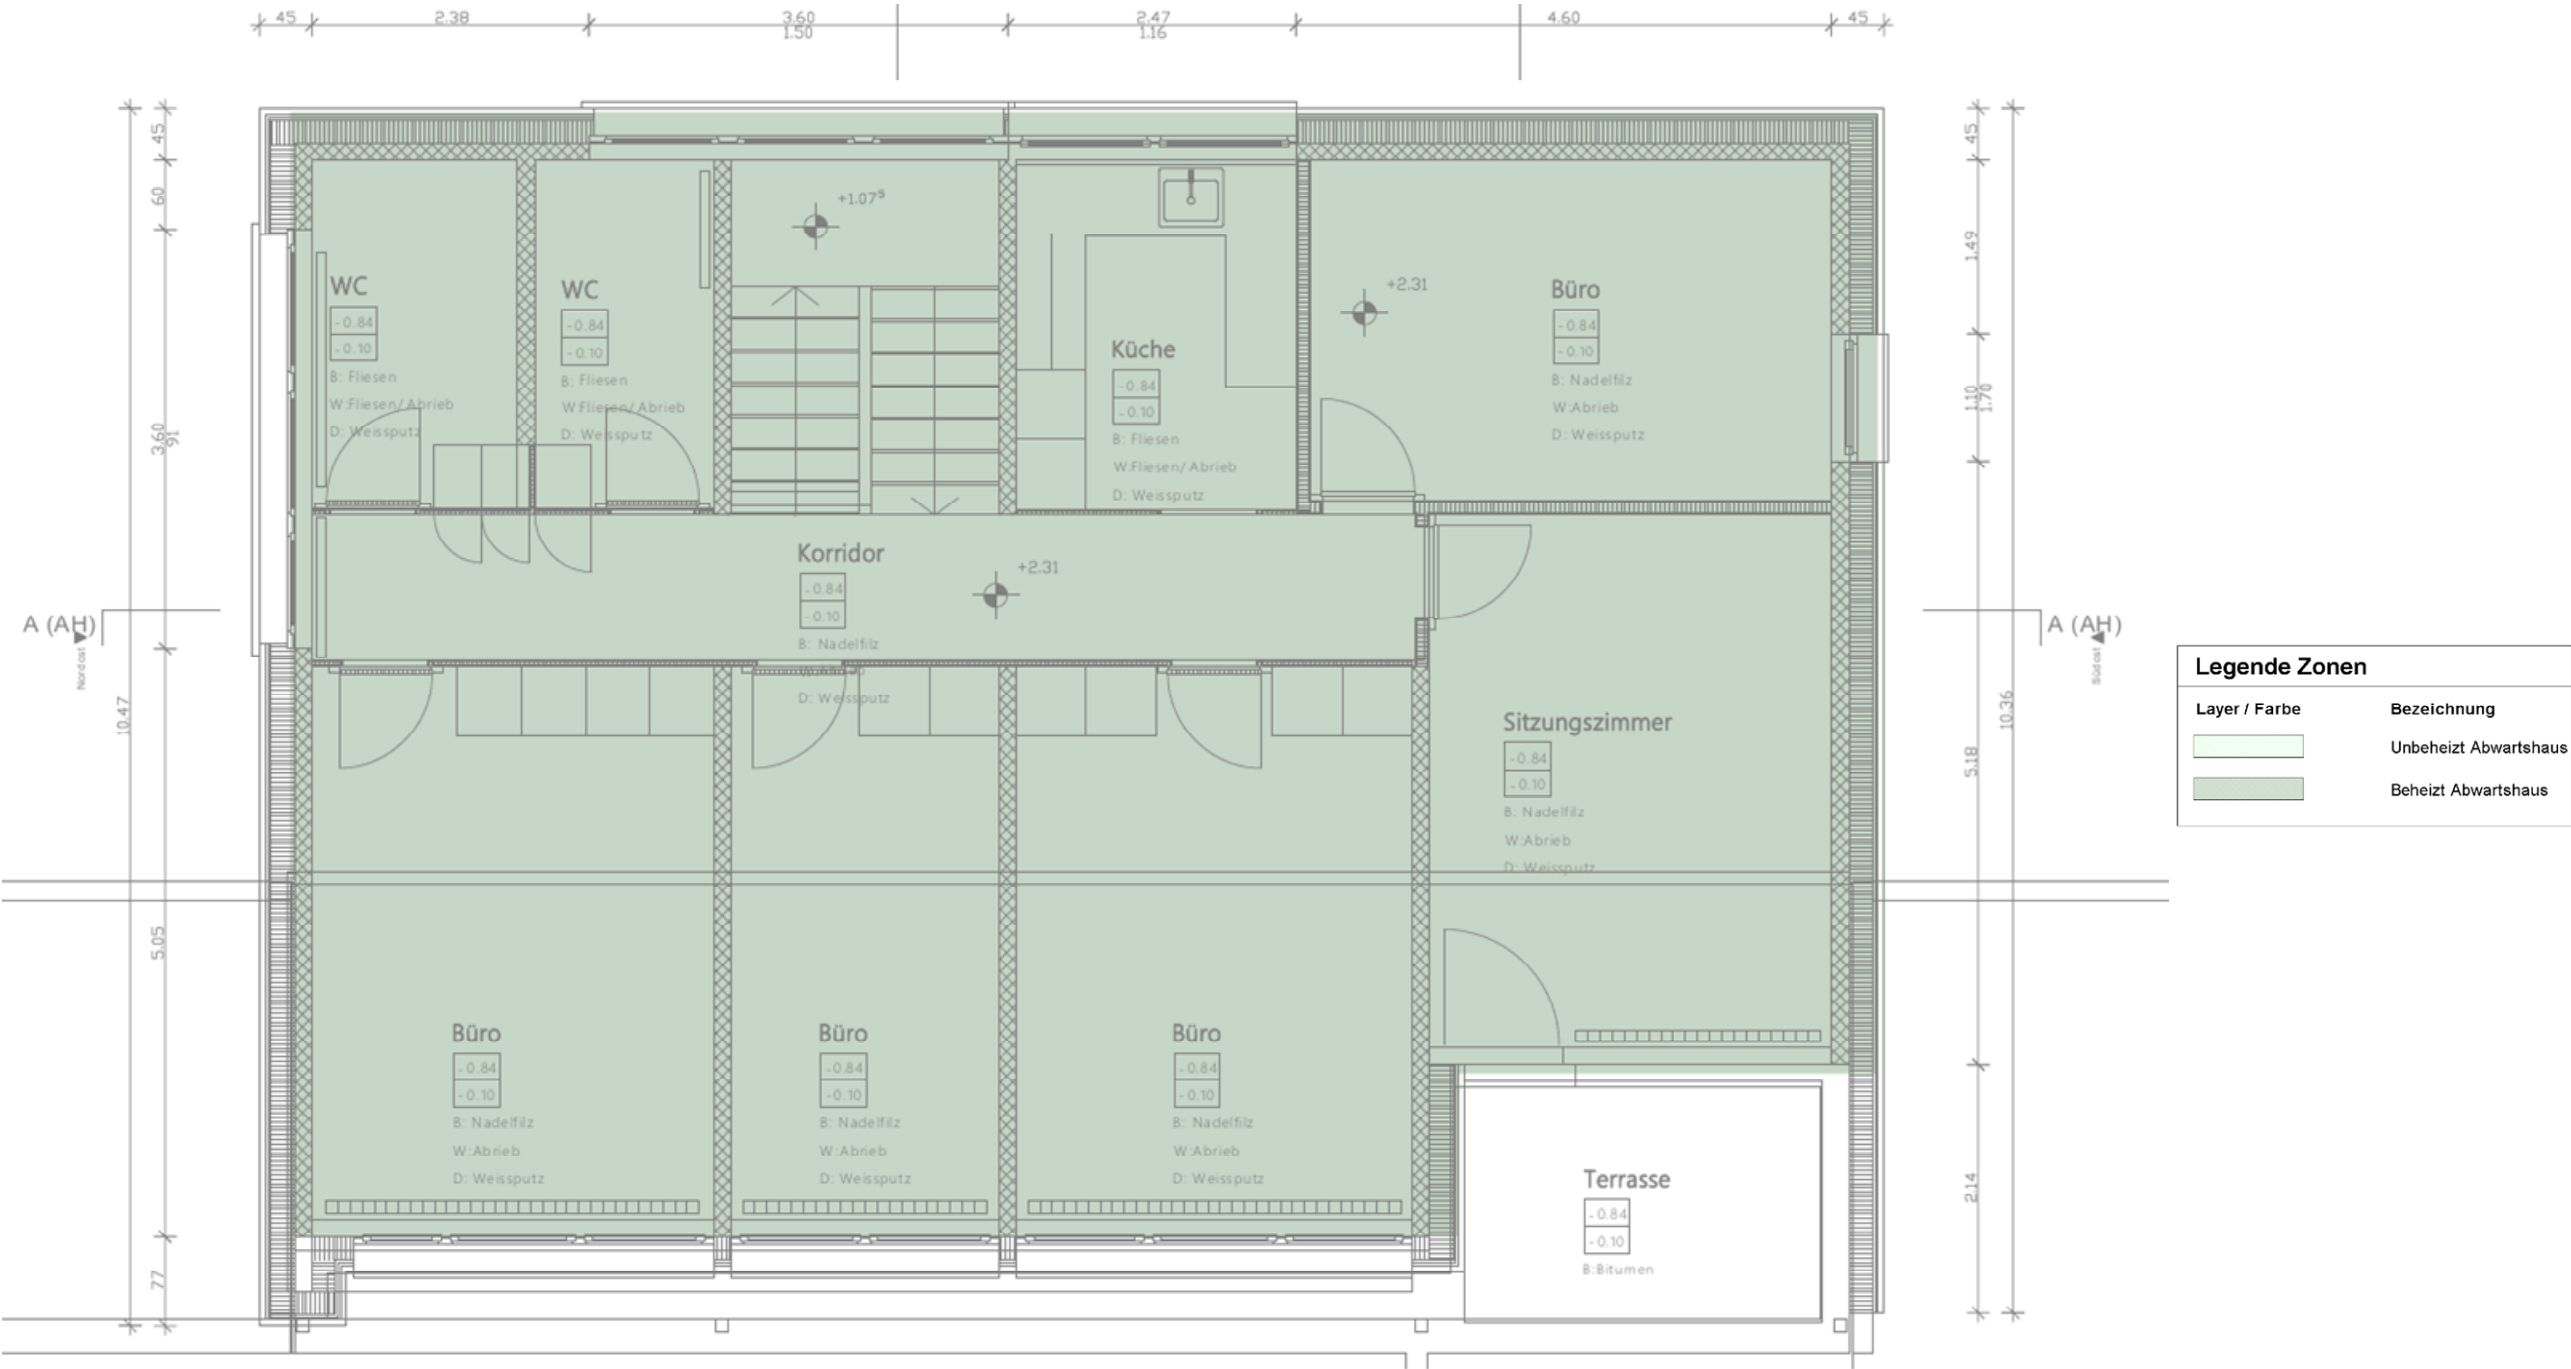 45 2.38 3.60 2.47 4.60 45
1.50 1.16
45
60
3.60
91
10.47
5.05
77
45
1.49
1.10
1.70
10.36
5.18
2.14
WC
-0.84
-0.10
B: Fliesen
W:Fliesen/Abrieb
D: Weissputz
WC
-0.84
-0.10
B: Fliesen
W:Fliesen/Abrieb
D: Weissputz
+1.07⁵
Küche
-0.84
-0.10
B: Fliesen
W:Fliesen/ Abrieb
D: Weissputz
+2.31
Büro
-0.84
-0.10
B: Nadelfilz
W:Abrieb
D: Weissputz
Korridor
-0.84
-0.10
B: Nadelfilz
W:Abrieb
D: Weissputz
+2.31
A (AH)
Nordost
A (AH)
Südost
Sitzungszimmer
-0.84
-0.10
B: Nadelfilz
W:Abrieb
D: Weissputz
Büro
-0.84
-0.10
B: Nadelfilz
W:Abrieb
D: Weissputz
Büro
-0.84
-0.10
B: Nadelfilz
W:Abrieb
D: Weissputz
Büro
-0.84
-0.10
B: Nadelfilz
W:Abrieb
D: Weissputz
Terrasse
-0.84
-0.10
B:Bitumen
Legende Zonen
Layer / Farbe Bezeichnung
Unbeheizt Abwartshaus
Beheizt Abwartshaus